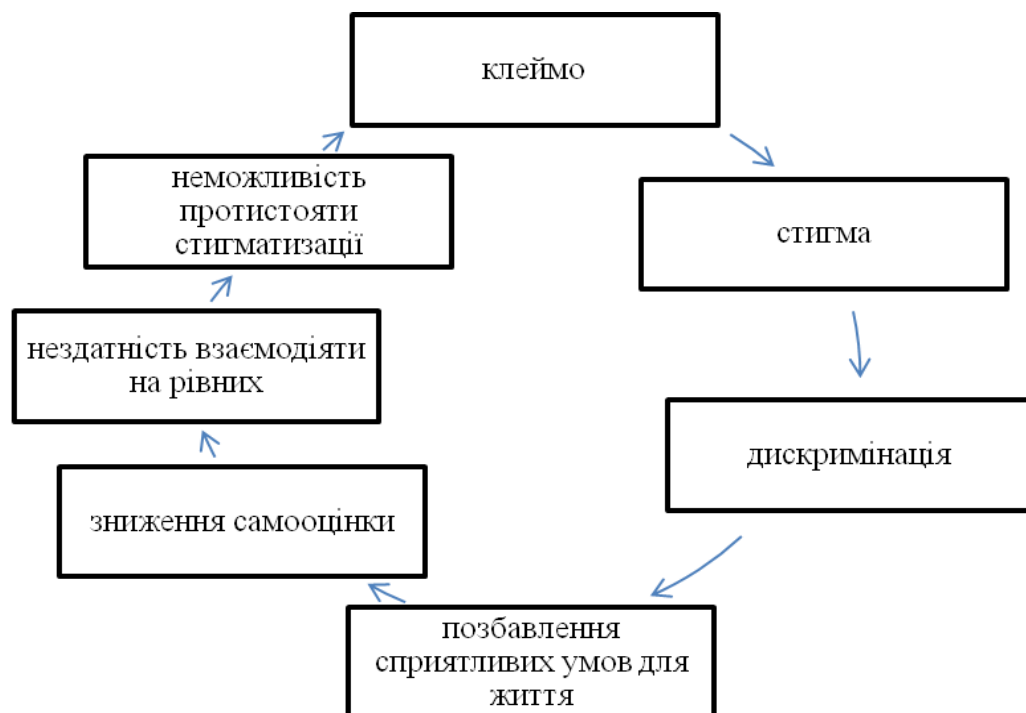 клеймо
стигма
дискримінація
позбавлення
сприятливих умов для
життя
зниження самооцінки
нездатність взаємодіяти
на рівних
неможливість
протистояти
стигматизації